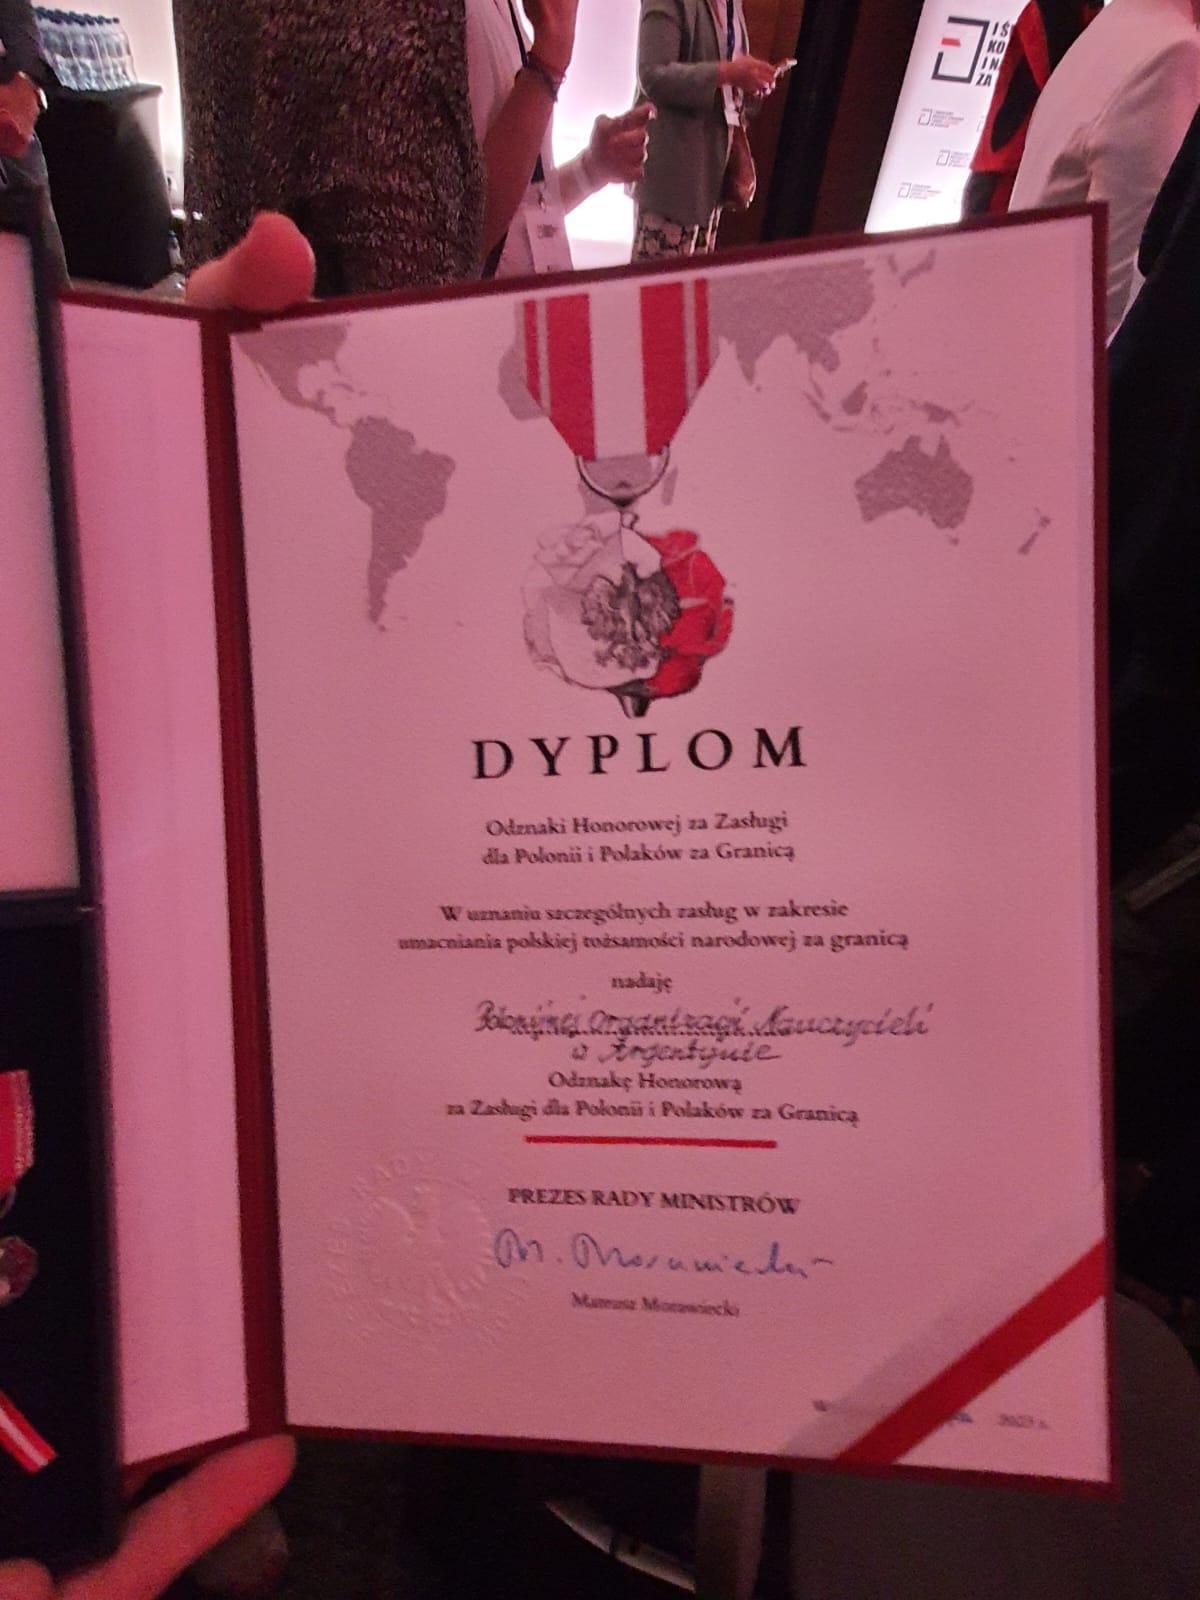 DYPLOM
Odznaki Honorowej za Zasługi
dla Polonii i Polaków za Granicą
W uznaniu szczególnych zasług w zakresie
umacniania polskiej tożsamości narodowej za granicą
nadaję
Polonijnej Organizacji Nauczycieli
w Argentynie
Odznakę Honorową
za Zasługi dla Polonii i Polaków za Granicą
PREZES RADY MINISTRÓW
M. Morawiecki
Mateusz Morawiecki
2023 r.